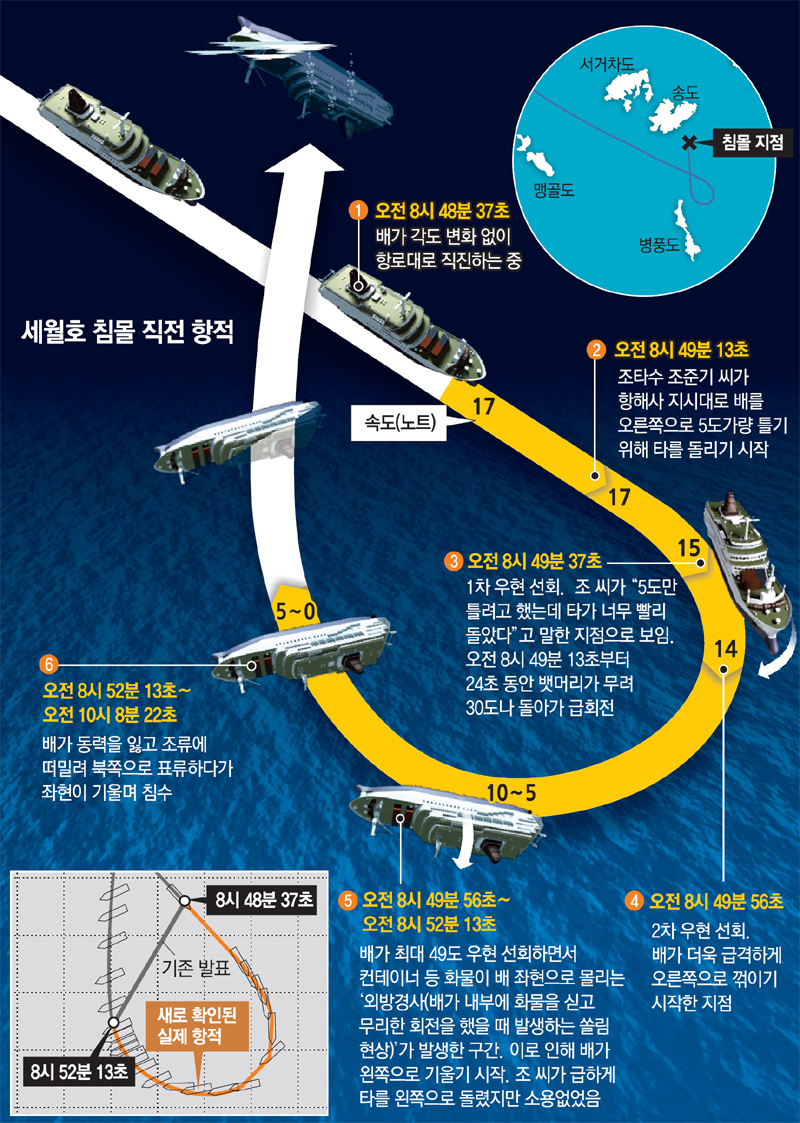 서거차도
송도
침몰 지점
맹골도
병풍도
1 오전 8시 48분 37초
배가 각도 변화 없이
항로대로 직진하는 중
세월호 침몰 직전 항적
속도(노트)
17
2 오전 8시 49분 13초
조타수 조준기 씨가
항해사 지시대로 배를
오른쪽으로 5도가량 틀기
위해 타를 돌리기 시작
17
15
3 오전 8시 49분 37초
1차 우현 선회. 조 씨가 “5도만
틀려고 했는데 타가 너무 빨리
돌았다”고 말한 지점으로 보임.
오전 8시 49분 13초부터
24초 동안 뱃머리가 무려
30도나 돌아가 급회전
14
5~0
6
오전 8시 52분 13초~
오전 10시 8분 22초
배가 동력을 잃고 조류에
떠밀려 북쪽으로 표류하다가
좌현이 기울며 침수
10~5
4 오전 8시 49분 56초
2차 우현 선회.
배가 더욱 급격하게
오른쪽으로 꺾이기
시작한 지점
5 오전 8시 49분 56초~
오전 8시 52분 13초
배가 최대 49도 우현 선회하면서
컨테이너 등 화물이 배 좌현으로 몰리는
‘외방경사(배가 내부에 화물을 싣고
무리한 회전을 했을 때 발생하는 쏠림
현상)’가 발생한 구간. 이로 인해 배가
왼쪽으로 기울기 시작. 조 씨가 급하게
타를 왼쪽으로 돌렸지만 소용없었음
8시 48분 37초
기존 발표
새로 확인된
실제 항적
8시 52분 13초